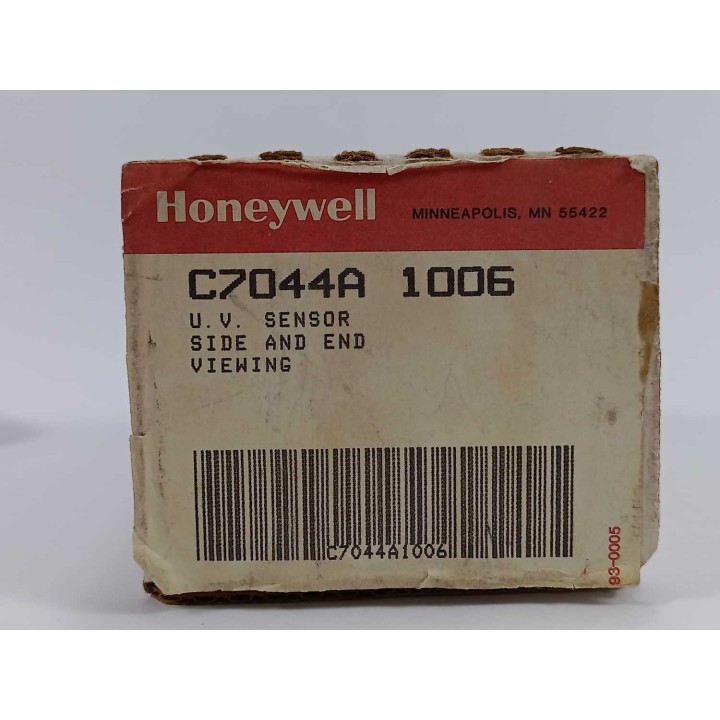 Honeywell MINNEAPOLIS, MN 55422
C7044A 1006
U.V. SENSOR
SIDE AND END
VIEWING
C7044A1006
93-0005